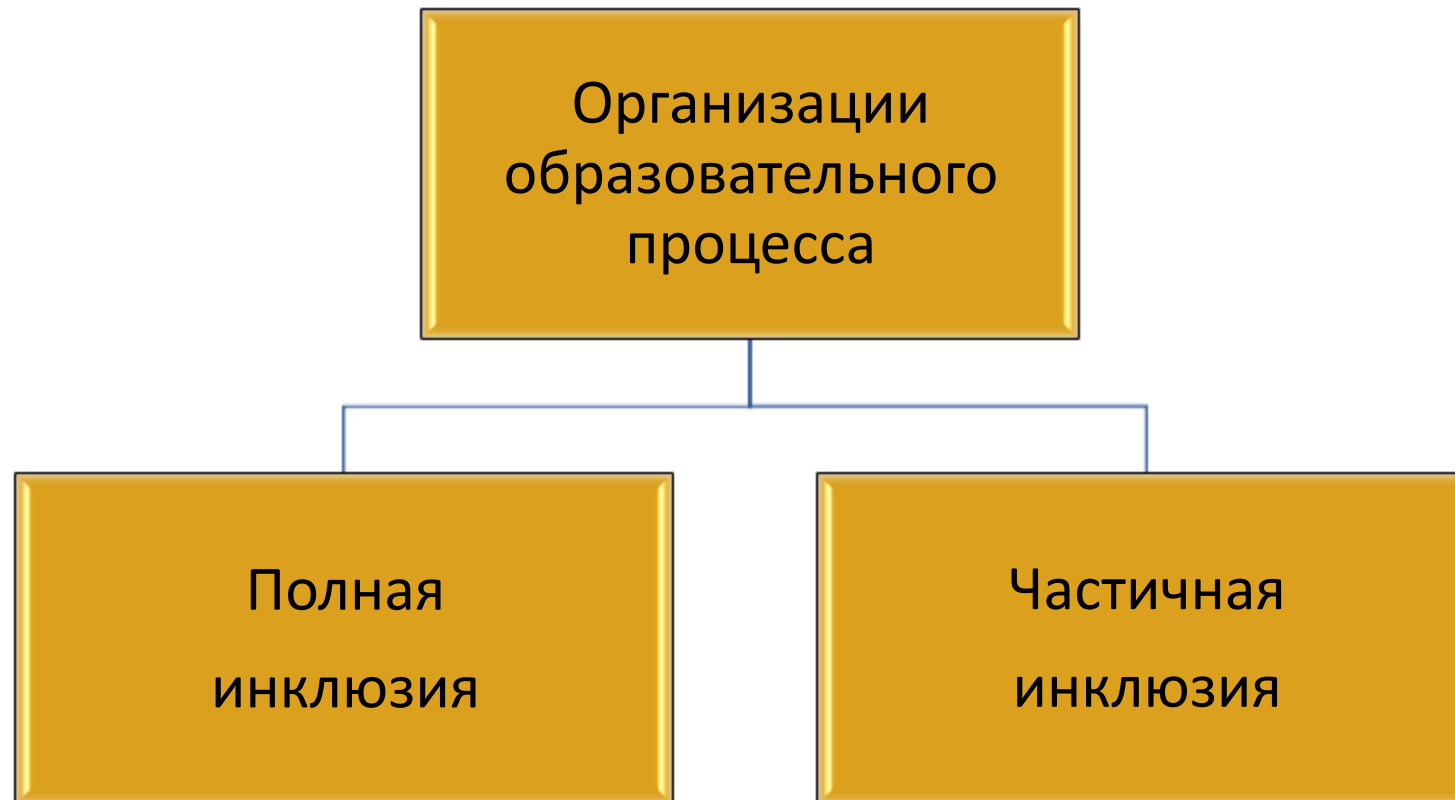 Организации
образовательного
процесса
Полная
инклюзия
Частичная
инклюзия